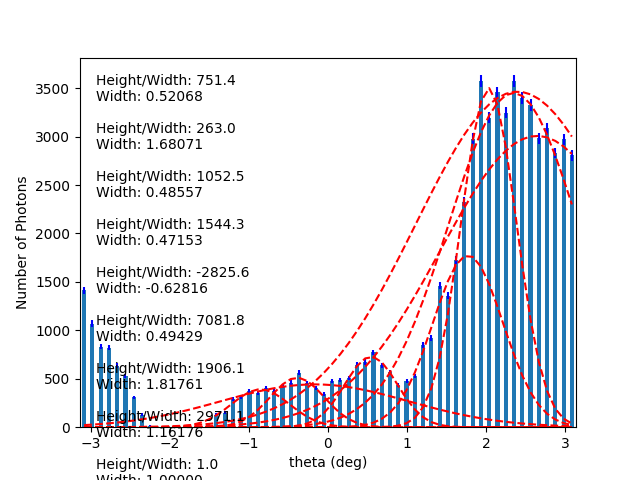 Height/Width: 751.4
Width: 0.52068
Height/Width: 263.0
Width: 1.68071
Height/Width: 1052.5
Width: 0.48557
Height/Width: 1544.3
Width: 0.47153
Height/Width: -2825.6
Width: -0.62816
Height/Width: 7081.8
Width: 0.49429
Height/Width: 1906.1
Width: 1.81761
Height/Width: 2971.1
Width: 1.16176
Height/Width: 1.0
Width: 1.00000
Number of Photons
3500
3000
2500
2000
1500
1000
500
0
−3
−2
−1
0
1
2
3
theta (deg)